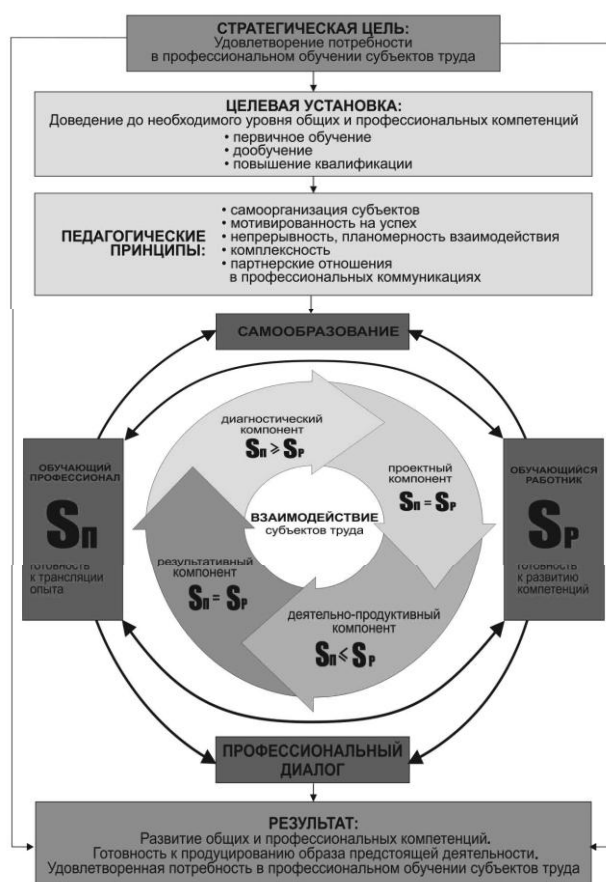 СТРАТЕГИЧЕСКАЯ ЦЕЛЬ:
Удовлетворение потребности
в профессиональном обучении субъектов труда
ЦЕЛЕВАЯ УСТАНОВКА:
Доведение до необходимого уровня общих и профессиональных компетенций
• первичное обучение
• дообучение
• повышение квалификации
ПЕДАГОГИЧЕСКИЕ
ПРИНЦИПЫ:
• самоорганизация субъектов
• мотивированность на успех
• непрерывность, планомерность взаимодействия
• комплексность
• партнерские отношения
в профессиональных коммуникациях
САМООБРАЗОВАНИЕ
диагностический
компонент
Sп ≥ Sр
проектный
компонент
Sп = Sр
ОБУЧАЮЩИЙ
ПРОФЕССИОНАЛ
Sп
готовность
к трансляции
опыта
ВЗАИМОДЕЙСТВИЕ
субъектов труда
ОБУЧАЮЩИЙСЯ
РАБОТНИК
Sр
готовность
к развитию
компетенций
результативный
компонент
Sп = Sр
деятельно-продуктивный
компонент
Sп ≤ Sр
ПРОФЕССИОНАЛЬНЫЙ
ДИАЛОГ
РЕЗУЛЬТАТ:
Развитие общих и профессиональных компетенций.
Готовность к продуцированию образа предстоящей деятельности.
Удовлетворенная потребность в профессиональном обучении субъектов труда